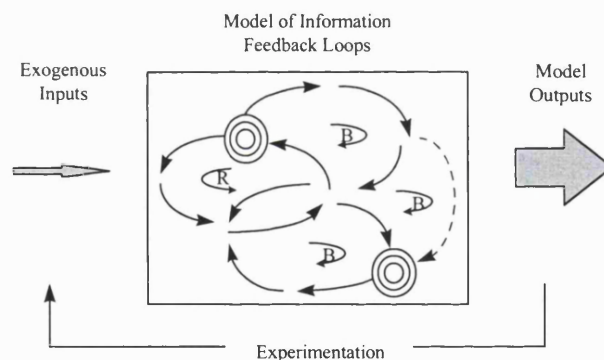 Model of Information
Feedback Loops
Exogenous
Inputs
Model
Outputs
B
R
B
B
Experimentation